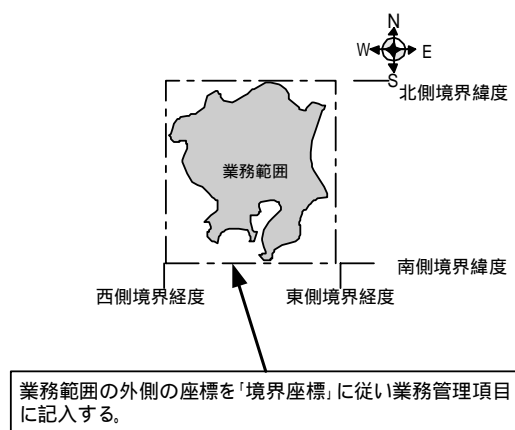 N
W E
S
北側境界緯度
業務範囲
南側境界緯度
西側境界経度 東側境界経度
業務範囲の外側の座標を「境界座標」に従い業務管理項目
に記入する。